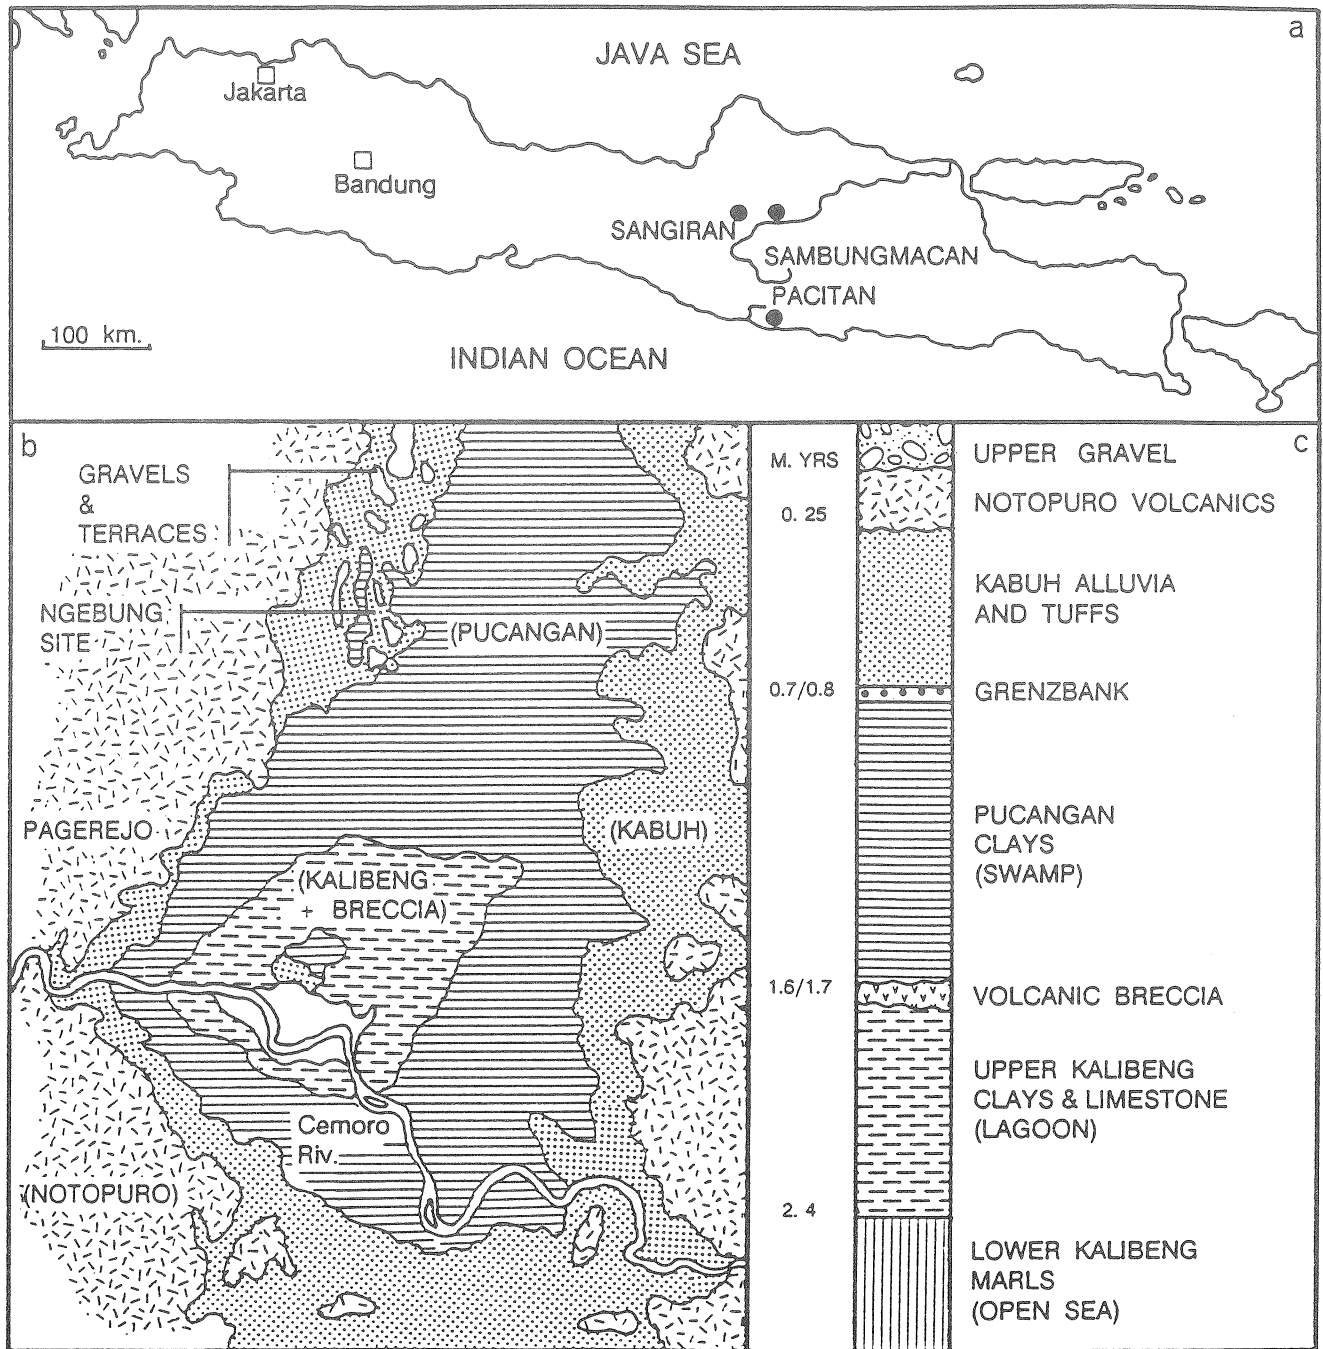 a
JAVA SEA
Jakarta
Bandung
SANGIRAN
SAMBUNGMACAN
PACITAN
100 km.
INDIAN OCEAN
b
GRAVELS
&
TERRACES
NGEBUNG
SITE
(PUCANGAN)
PAGEREJO
(KABUH)
(KALIBENG
+ BRECCIA)
Cemoro
Riv.
(NOTOPURO)
c
M. YRS
UPPER GRAVEL
NOTOPURO VOLCANICS
0. 25
KABUH ALLUVIA
AND TUFFS
0.7/0.8
GRENZBANK
PUCANGAN
CLAYS
(SWAMP)
1.6/1.7
VOLCANIC BRECCIA
UPPER KALIBENG
CLAYS & LIMESTONE
(LAGOON)
2. 4
LOWER KALIBENG
MARLS
(OPEN SEA)